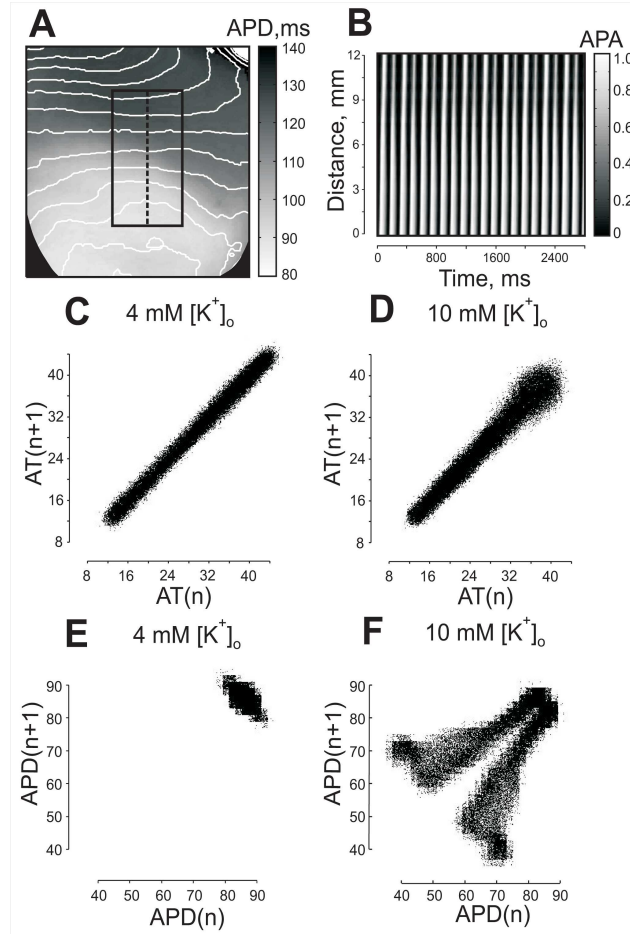 A
APD,ms
140
130
120
110
100
90
80
B
APA
1.0
0.8
0.6
0.4
0.2
0
12
9
6
3
0
Distance, mm
0 800 1600 2400
Time, ms
C
4 mM [K+]o
AT(n+1)
40
32
24
16
8
8 16 24 32 40
AT(n)
D
10 mM [K+]o
AT(n+1)
40
32
24
16
8
8 16 24 32 40
AT(n)
E
4 mM [K+]o
APD(n+1)
90
80
70
60
50
40
40 50 60 70 80 90
APD(n)
F
10 mM [K+]o
APD(n+1)
90
80
70
60
50
40
40 50 60 70 80 90
APD(n)